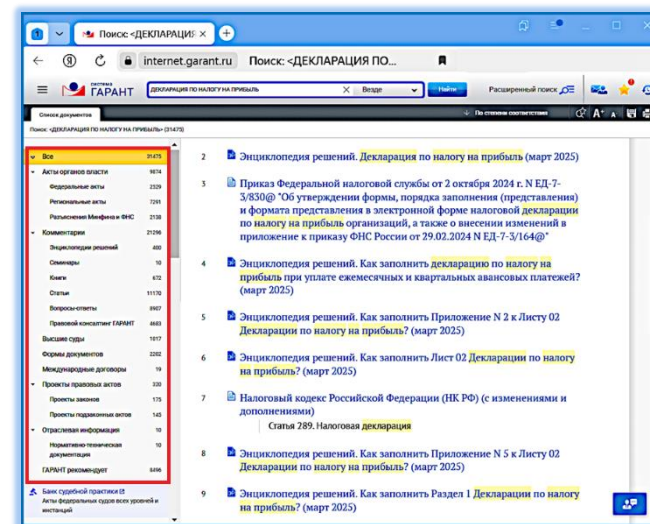 Поиск: <ДЕКЛАРАЦИЯ
internet.garant.ru Поиск: <ДЕКЛАРАЦИЯ ПО...
ГАРАНТ
ДЕКЛАРАЦИЯ ПО НАЛОГУ НА ПРИБЫЛЬ
Везде
Найти
Расширенный поиск
Список документов
По степени соответствия
Поиск: <ДЕКЛАРАЦИЯ ПО НАЛОГУ НА ПРИБЫЛЬ> (31475)
Все 31475
Акты органов власти 9874
Федеральные акты 2329
Региональные акты 7291
Разъяснения Минфина и ФНС 2138
Комментарии 21296
Энциклопедии решений 400
Семинары 10
Книги 672
Статьи 11170
Вопросы-ответы 8907
Правовой консалтинг ГАРАНТ 4683
Высшие суды 1017
Формы документов 3202
Международные договоры 19
Проекты правовых актов 320
Проекты законов 175
Проекты подзаконных актов 145
Отраслевая информация 10
Нормативно-техническая 10
документация
ГАРАНТ рекомендует 8496
Банк судебной практики
Акты федеральных судов всех уровней и
инстанций
2 Энциклопедия решений. Декларация по налогу на прибыль (март 2025)
3 Приказ Федеральной налоговой службы от 2 октября 2024 г. N ЕД-7-
3/830@ "Об утверждении формы, порядка заполнения (представления)
и формата представления в электронной форме налоговой декларации
по налогу на прибыль организаций, а также о внесении изменений в
приложение к приказу ФНС России от 29.02.2024 N ЕД-7-3/164@"
4 Энциклопедия решений. Как заполнить декларацию по налогу на
прибыль при уплате ежемесячных и квартальных авансовых платежей?
(март 2025)
5 Энциклопедия решений. Как заполнить Приложение N 2 к Листу 02
Декларации по налогу на прибыль? (март 2025)
6 Энциклопедия решений. Как заполнить Лист 02 Декларации по налогу
на прибыль? (март 2025)
7 Налоговый кодекс Российской Федерации (НК РФ) (с изменениями и
дополнениями)
Статья 289. Налоговая декларация
8 Энциклопедия решений. Как заполнить Приложение N 5 к Листу 02
Декларации по налогу на прибыль? (март 2025)
9 Энциклопедия решений. Как заполнить Раздел 1 Декларации по налогу
на прибыль? (март 2025)